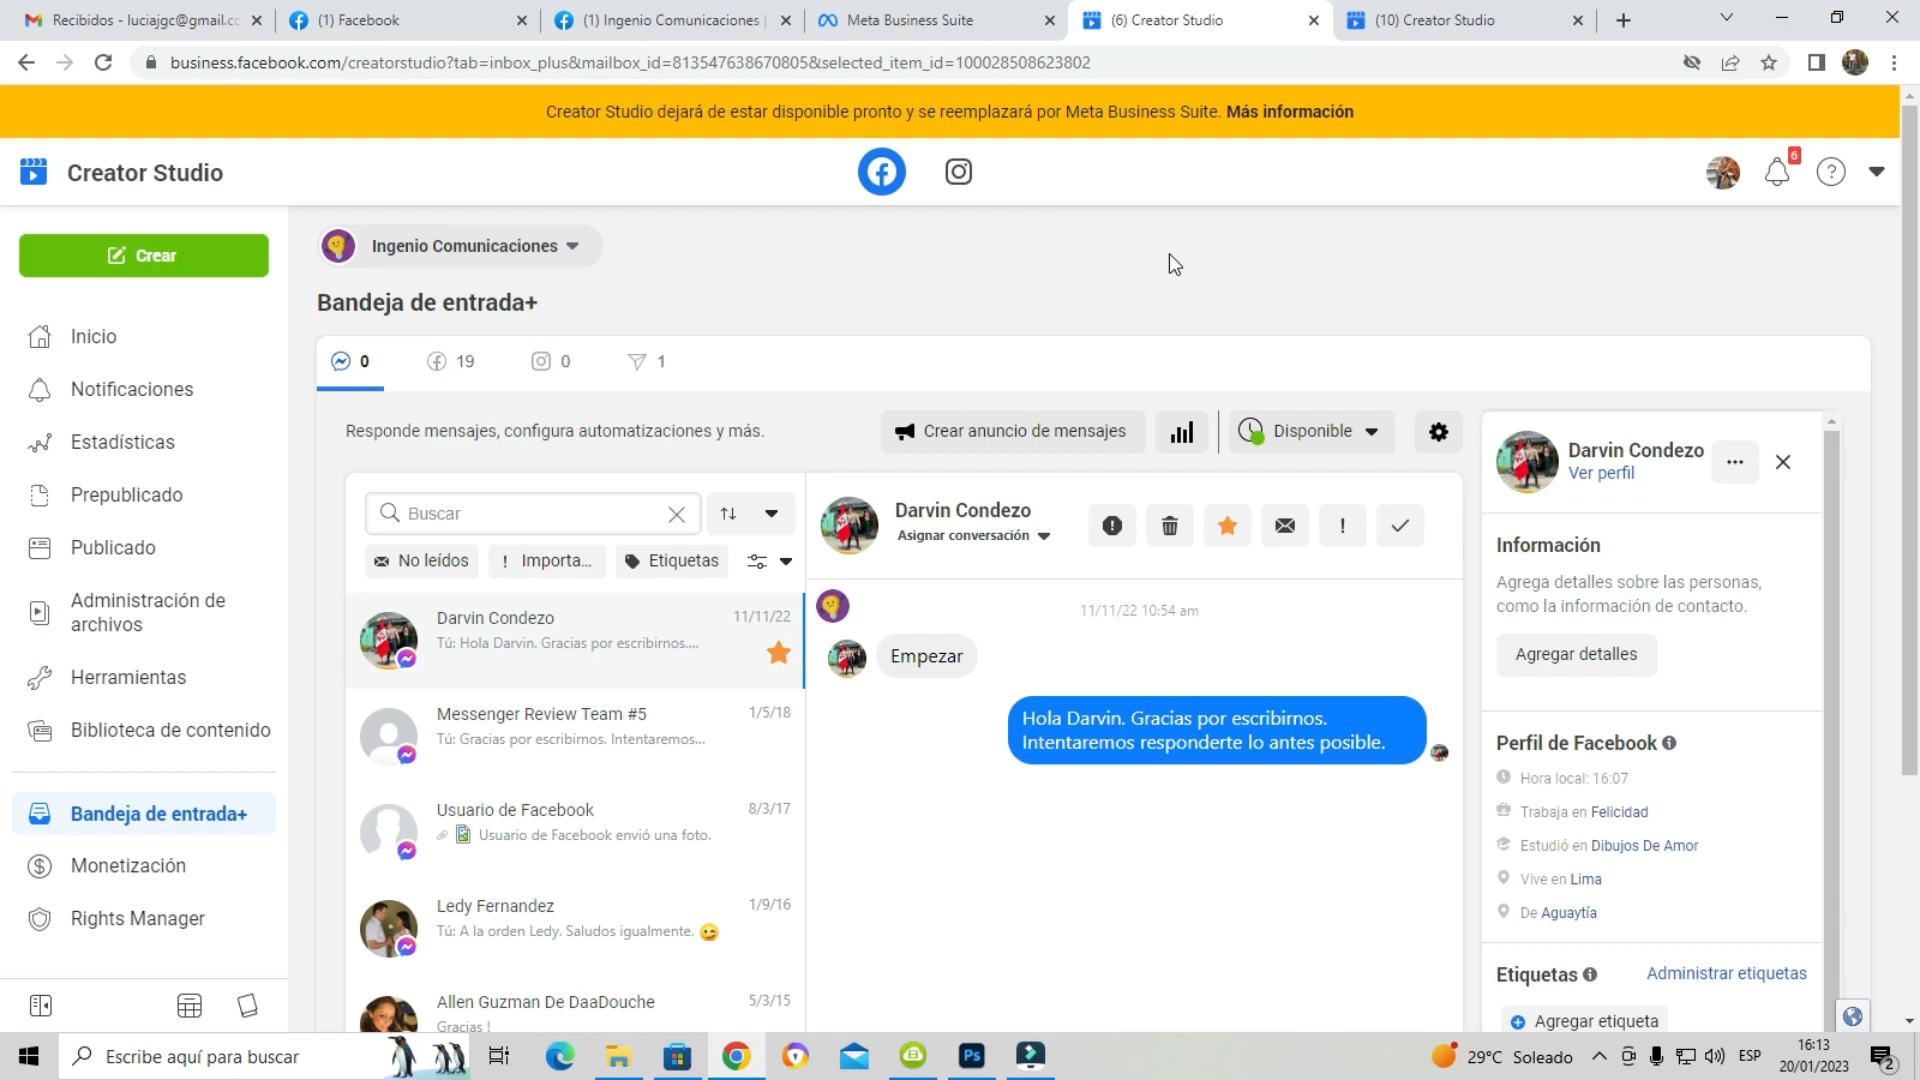 Recibidos - luciajgc@gmail.cc
(1) Facebook
(1) Ingenio Comunicaciones |
Meta Business Suite
(6) Creator Studio
(10) Creator Studio
business.facebook.com/creatorstudio?tab=inbox_plus&mailbox_id=813547638670805&selected_item_id=100028508623802
Creator Studio dejará de estar disponible pronto y se reemplazará por Meta Business Suite. Más información
Creator Studio
6
?
Crear
Inicio
Notificaciones
Estadísticas
Prepublicado
Publicado
Administración de
archivos
Herramientas
Biblioteca de contenido
Bandeja de entrada+
Monetización
Rights Manager
Ingenio Comunicaciones
Bandeja de entrada+
0
19
0
1
Responde mensajes, configura automatizaciones y más.
Crear anuncio de mensajes
Disponible
Buscar
No leídos
! Importa...
Etiquetas
Darvin Condezo
11/11/22
Tú: Hola Darvin. Gracias por escribirnos....
Messenger Review Team #5
1/5/18
Tú: Gracias por escribirnos. Intentaremos...
Usuario de Facebook
8/3/17
Usuario de Facebook envió una foto.
Ledy Fernandez
1/9/16
Tú: A la orden Ledy. Saludos igualmente. 😉
Allen Guzman De DaaDouche
5/3/15
Gracias !
Darvin Condezo
Asignar conversación
!
11/11/22 10:54 am
Empezar
Hola Darvin. Gracias por escribirnos.
Intentaremos responderte lo antes posible.
Darvin Condezo
Ver perfil
Información
Agrega detalles sobre las personas,
como la información de contacto.
Agregar detalles
Perfil de Facebook
Hora local: 16:07
Trabaja en Felicidad
Estudió en Dibujos De Amor
Vive en Lima
De Aguaytía
Etiquetas
Administrar etiquetas
Agregar etiqueta
Escribe aquí para buscar
Ps
29°C Soleado
ESP
16:13
20/01/2023
2